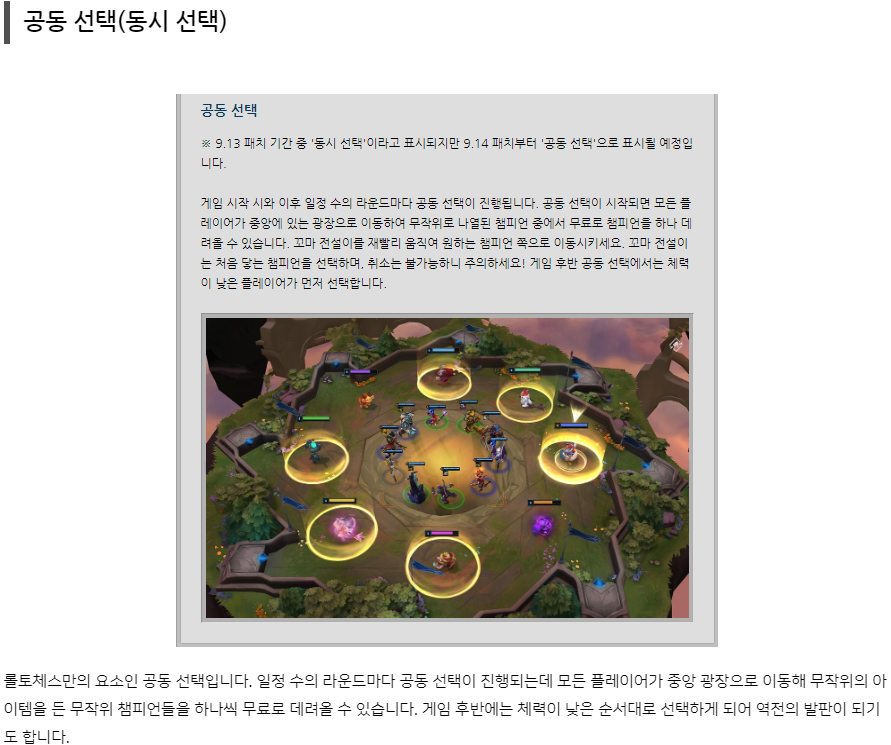 공동 선택(동시 선택)
공동 선택
※ 9.13 패치 기간 중 '동시 선택'이라고 표시되지만 9.14 패치부터 '공동 선택'으로 표시될 예정입
니다.
게임 시작 시와 이후 일정 수의 라운드마다 공동 선택이 진행됩니다. 공동 선택이 시작되면 모든 플
레이어가 중앙에 있는 광장으로 이동하여 무작위로 나열된 챔피언 중에서 무료로 챔피언을 하나 데
려올 수 있습니다. 꼬마 전설이를 재빨리 움직여 원하는 챔피언 쪽으로 이동시키세요. 꼬마 전설이
는 처음 닿는 챔피언을 선택하며, 취소는 불가능하니 주의하세요! 게임 후반 공동 선택에서는 체력
이 낮은 플레이어가 먼저 선택합니다.
롤토체스만의 요소인 공동 선택입니다. 일정 수의 라운드마다 공동 선택이 진행되는데 모든 플레이어가 중앙 광장으로 이동해 무작위의 아
이템을 든 무작위 챔피언들을 하나씩 무료로 데려올 수 있습니다. 게임 후반에는 체력이 낮은 순서대로 선택하게 되어 역전의 발판이 되기
도 합니다.